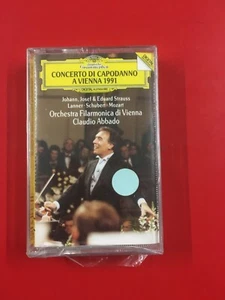 CONCERTO DI CAPODANNO
A VIENNA 1991
Johann, Josef & Eduard Strauss
Lanner · Schubert · Mozart
Orchestra Filarmonica di Vienna
Claudio Abbado